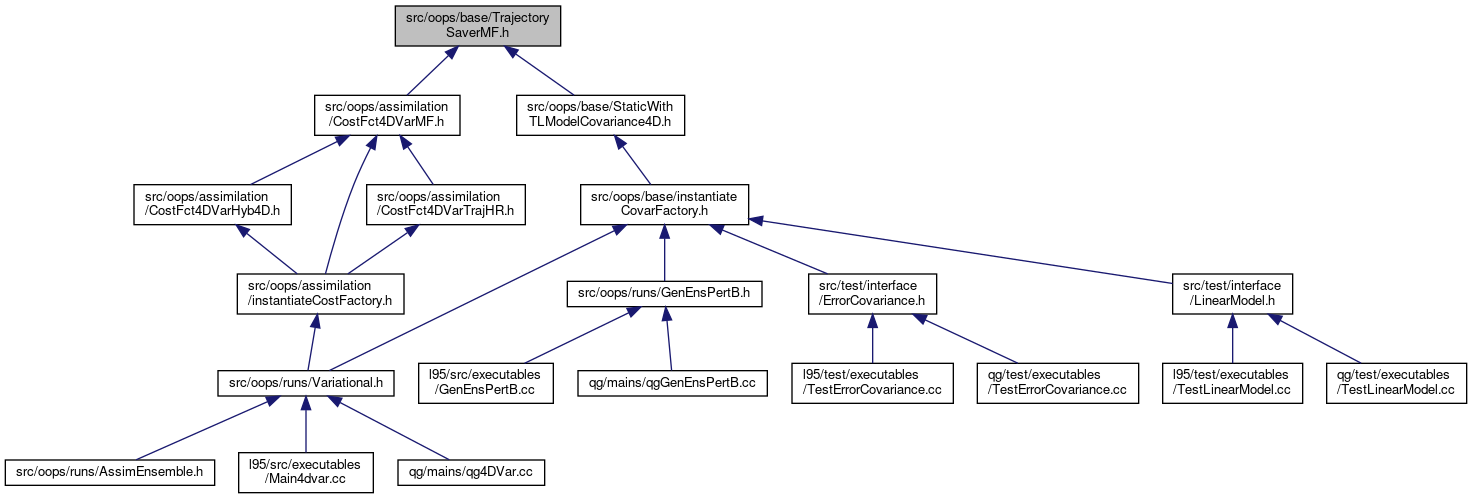 src/oops/base/Trajectory
SaverMF.h
src/oops/assimilation
/CostFct4DVarMF.h
src/oops/base/StaticWith
TLModelCovariance4D.h
src/oops/assimilation
/CostFct4DVarHyb4D.h
src/oops/assimilation
/CostFct4DVarTrajHR.h
src/oops/base/instantiate
CovarFactory.h
src/oops/assimilation
/instantiateCostFactory.h
src/oops/runs/GenEnsPertB.h
src/test/interface
/ErrorCovariance.h
src/test/interface
/LinearModel.h
src/oops/runs/Variational.h
l95/src/executables
/GenEnsPertB.cc
qg/mains/qgGenEnsPertB.cc
l95/test/executables
/TestErrorCovariance.cc
qg/test/executables
/TestErrorCovariance.cc
l95/test/executables
/TestLinearModel.cc
qg/test/executables
/TestLinearModel.cc
src/oops/runs/AssimEnsemble.h
l95/src/executables
/Main4dvar.cc
qg/mains/qg4DVar.cc